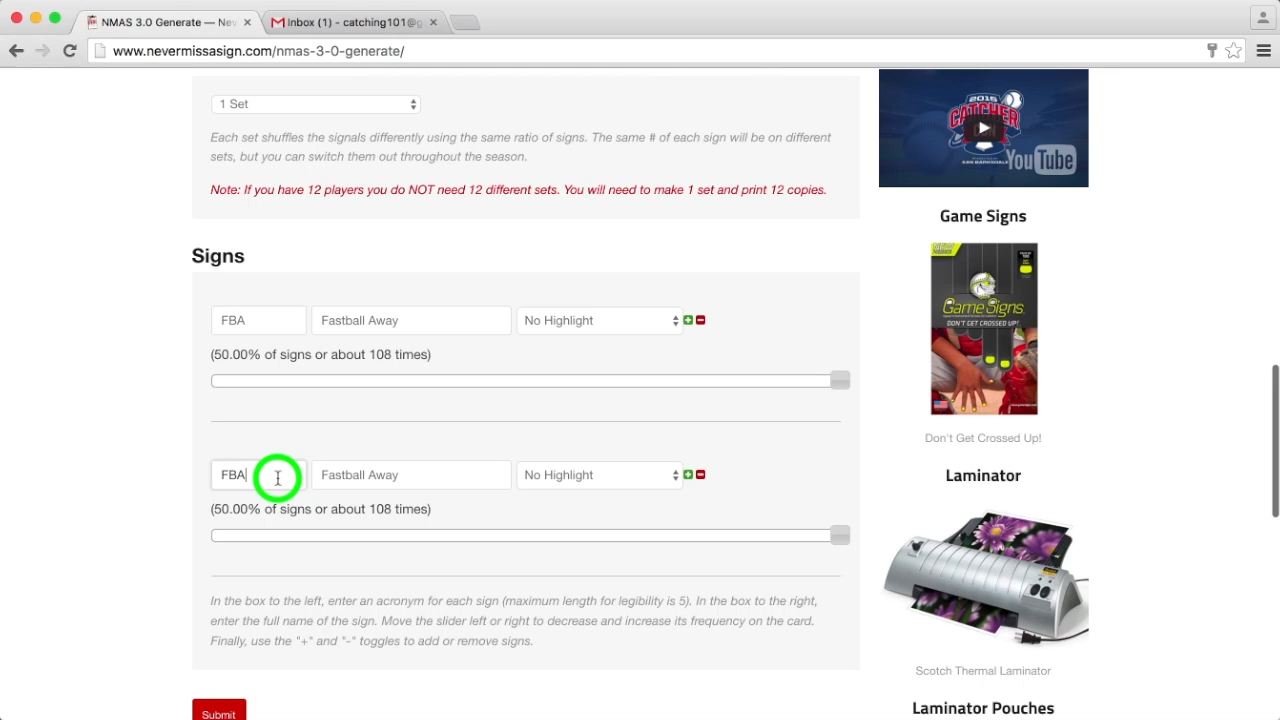 NMAS 3.0 Generate — Nev
Inbox (1) - catching101@g
www.nevermissasign.com/nmas-3-0-generate/
1 Set
Each set shuffles the signals differently using the same ratio of signs. The same # of each sign will be on different
sets, but you can switch them out throughout the season.
Note: If you have 12 players you do NOT need 12 different sets. You will need to make 1 set and print 12 copies.
Signs
FBA Fastball Away No Highlight
(50.00% of signs or about 108 times)
FBA Fastball Away No Highlight
(50.00% of signs or about 108 times)
In the box to the left, enter an acronym for each sign (maximum length for legibility is 5). In the box to the right,
enter the full name of the sign. Move the slider left or right to decrease and increase its frequency on the card.
Finally, use the "+" and "-" toggles to add or remove signs.
Submit
2015
CATCHER
CON
YouTube
Game Signs
Game Signs
DON'T GET CROSSED UP!
Don't Get Crossed Up!
Laminator
Scotch Thermal Laminator
Laminator Pouches